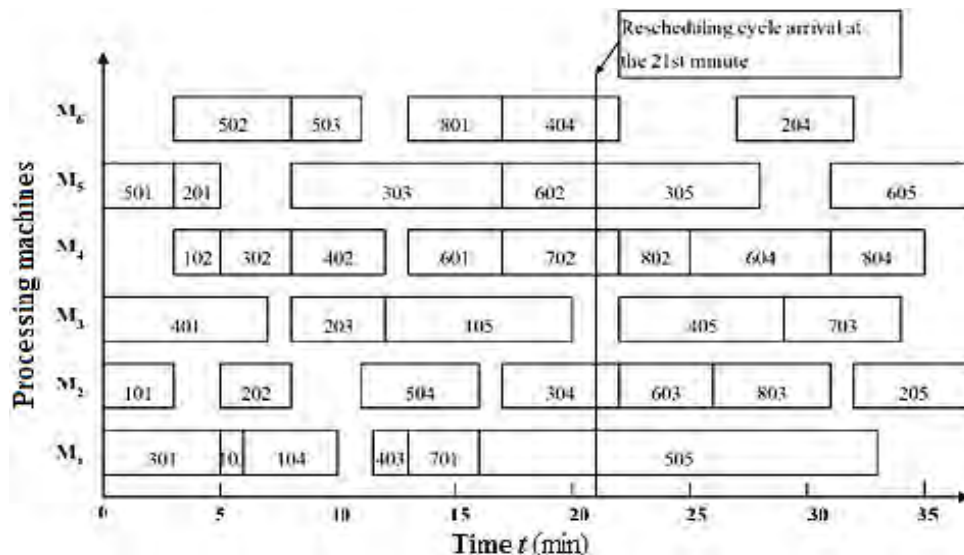 Rescheduling cycle arrival at
the 21st minute
Processing machines
M6
502 503 801 404 204
M5
501 201 303 602 305 605
M4
102 302 402 601 702 802 604 804
M3
401 203 105 405 703
M2
101 202 504 304 603 803 205
301 104 403 701 505
0 5 10 15 20 25 30 35
Time t (min)